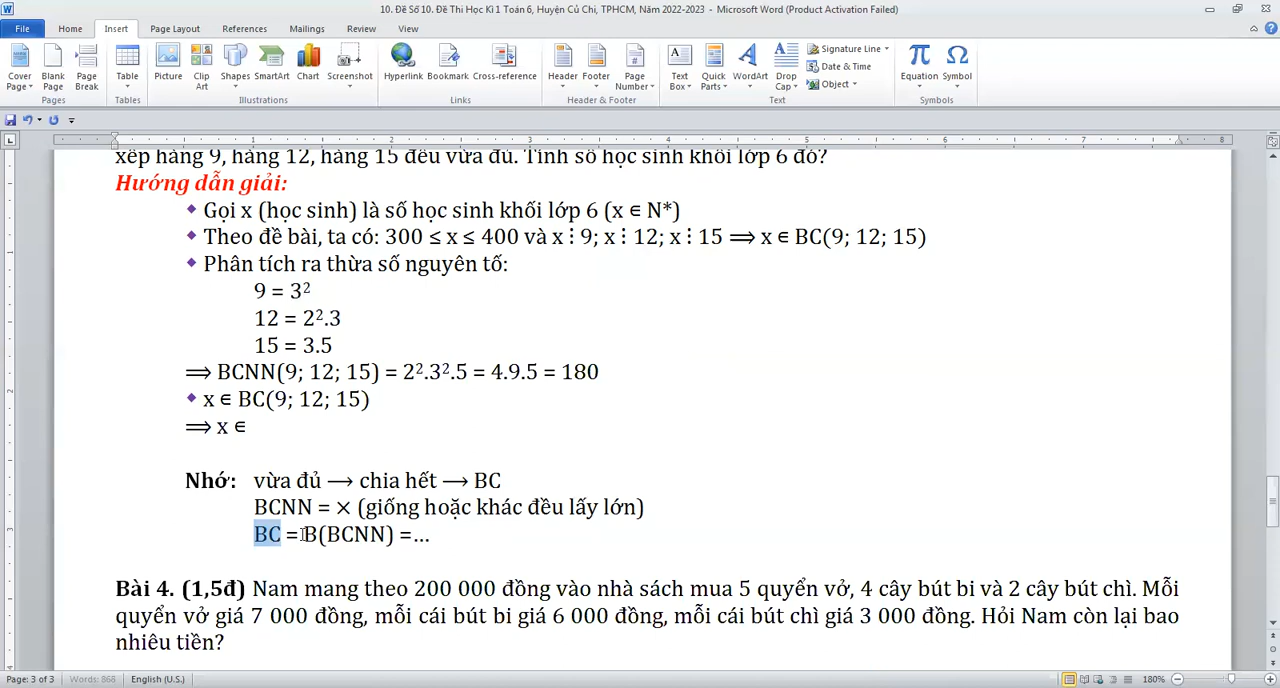 10. Đề Số 10. Đề Thi Học Kì 1 Toán 6, Huyện Củ Chi, TPHCM, Năm 2022-2023 - Microsoft Word (Product Activation Failed)
File Home Insert Page Layout References Mailings Review View
Cover Page Blank Page Page Break Table Picture Clip Art Shapes SmartArt Chart Screenshot Hyperlink Bookmark Cross-reference Header Footer Page Number Text Box Quick Parts WordArt Drop Cap Signature Line Date & Time Object Equation Symbol
Pages Tables Illustrations Links Header & Footer Text Symbols
1 2 3 4 5 6 7 8
xếp hàng 9, hàng 12, hàng 15 đều vừa đủ. Tính số học sinh khối lớp 6 đó?
Hướng dẫn giải:
Gọi x (học sinh) là số học sinh khối lớp 6 (x ∈ N*)
Theo đề bài, ta có: 300 ≤ x ≤ 400 và x ⋮ 9; x ⋮ 12; x ⋮ 15 ⟹ x ∈ BC(9; 12; 15)
Phân tích ra thừa số nguyên tố:
9 = 3²
12 = 2².3
15 = 3.5
⟹ BCNN(9; 12; 15) = 2².3².5 = 4.9.5 = 180
x ∈ BC(9; 12; 15)
⟹ x ∈
Nhớ: vừa đủ ⟶ chia hết ⟶ BC
BCNN = × (giống hoặc khác đều lấy lớn)
BC = B(BCNN) =...
Bài 4. (1,5đ) Nam mang theo 200 000 đồng vào nhà sách mua 5 quyển vở, 4 cây bút bi và 2 cây bút chì. Mỗi
quyển vở giá 7 000 đồng, mỗi cái bút bi giá 6 000 đồng, mỗi cái bút chì giá 3 000 đồng. Hỏi Nam còn lại bao
nhiêu tiền?
Page: 3 of 3 Words: 868 English (U.S.) 180%